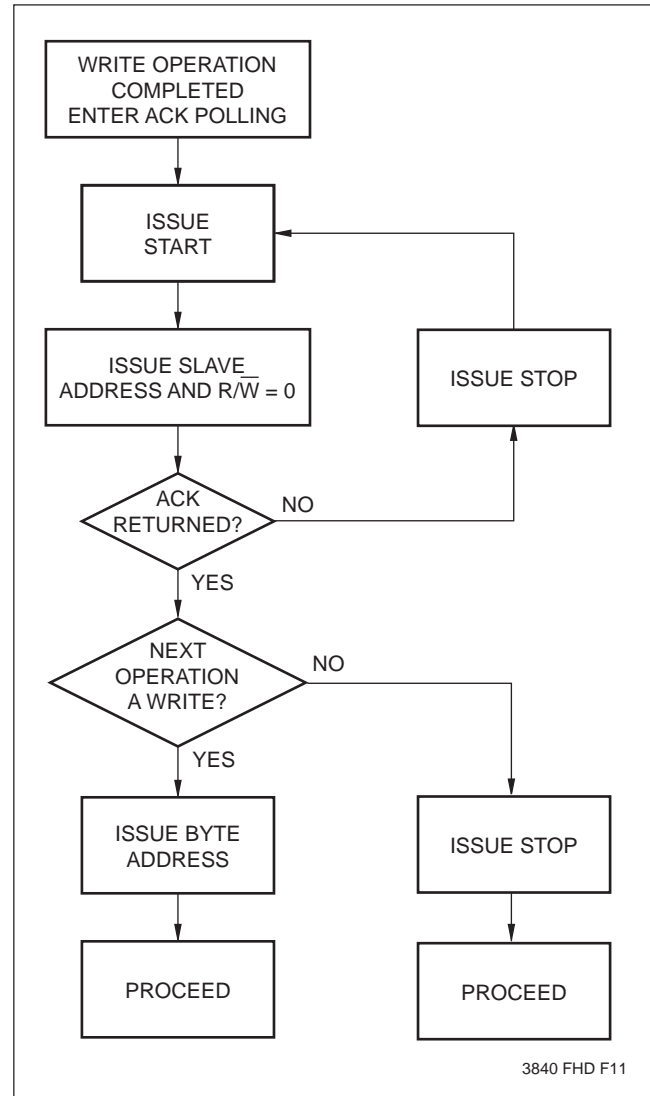 WRITE OPERATION
COMPLETED
ENTER ACK POLLING
ISSUE
START
ISSUE SLAVE
ADDRESS AND R/W̅ = 0
ISSUE STOP
ACK
RETURNED?
NO
YES
NEXT
OPERATION
A WRITE?
NO
YES
ISSUE BYTE
ADDRESS
ISSUE STOP
PROCEED
PROCEED
3840 FHD F11